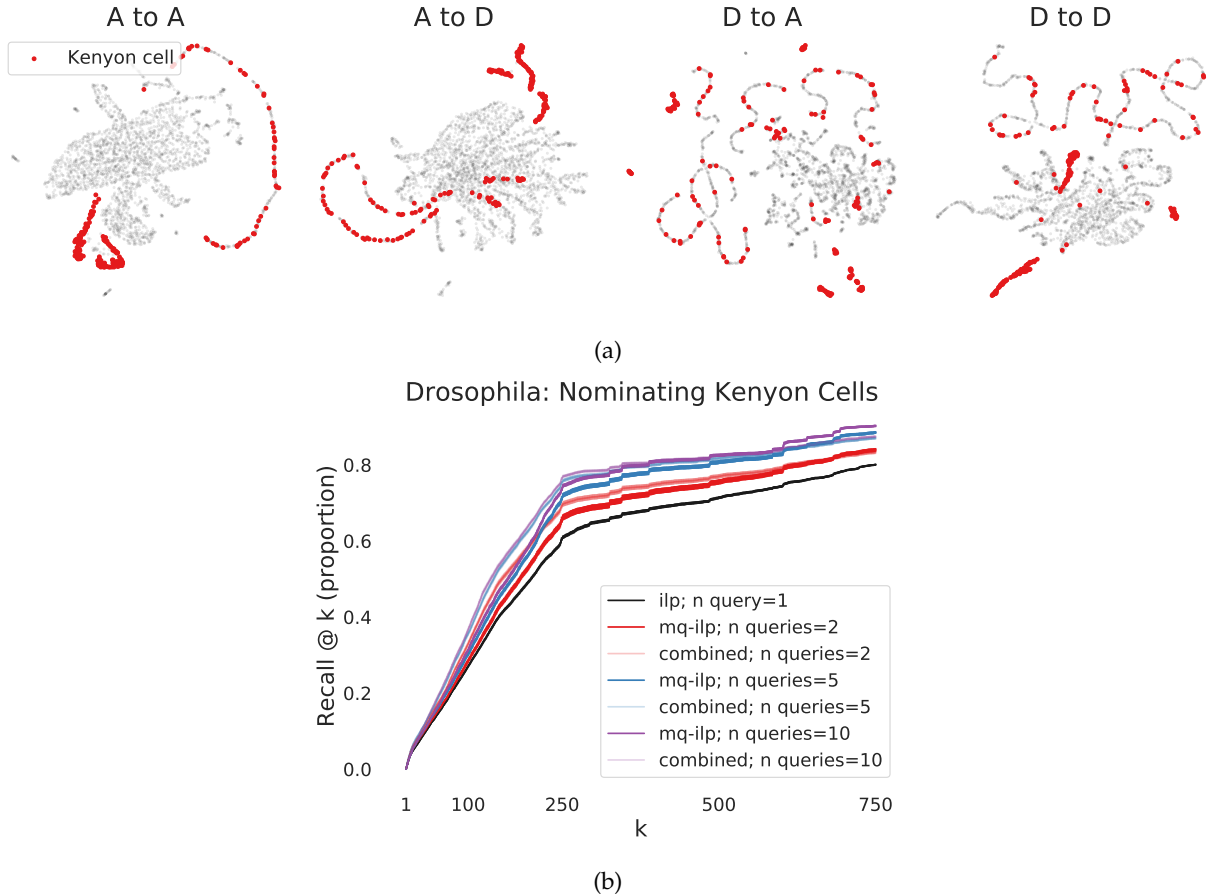 A to A
A to D
D to A
D to D
Kenyon cell
(a)
Drosophila: Nominating Kenyon Cells
Recall @ k (proportion)
0.8
0.6
0.4
0.2
0.0
ilp; n query=1
mq-ilp; n queries=2
combined; n queries=2
mq-ilp; n queries=5
combined; n queries=5
mq-ilp; n queries=10
combined; n queries=10
1
100
250
500
750
k
(b)